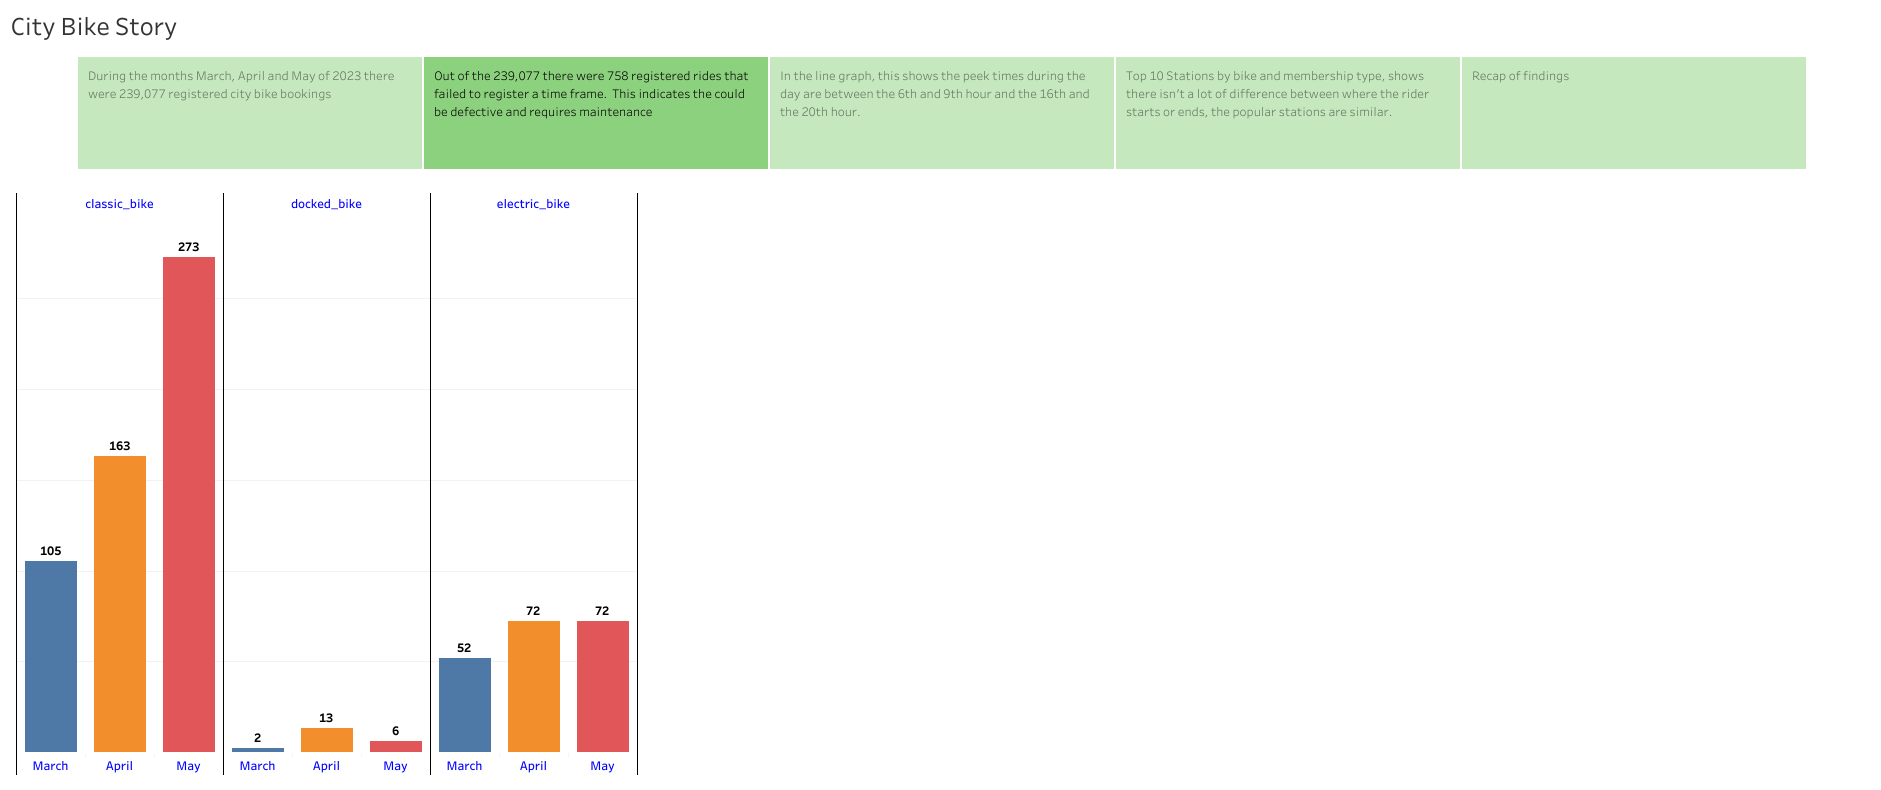 City Bike Story
During the months March, April and May of 2023 there
were 239,077 registered city bike bookings
Out of the 239,077 there were 758 registered rides that
failed to register a time frame.  This indicates the could
be defective and requires maintenance
In the line graph, this shows the peek times during the
day are between the 6th and 9th hour and the 16th and
the 20th hour.
Top 10 Stations by bike and membership type, shows
there isn't a lot of difference between where the rider
starts or ends, the popular stations are similar.
Recap of findings
classic_bike
docked_bike
electric_bike
105
163
273
2
13
6
52
72
72
March
April
May
March
April
May
March
April
May